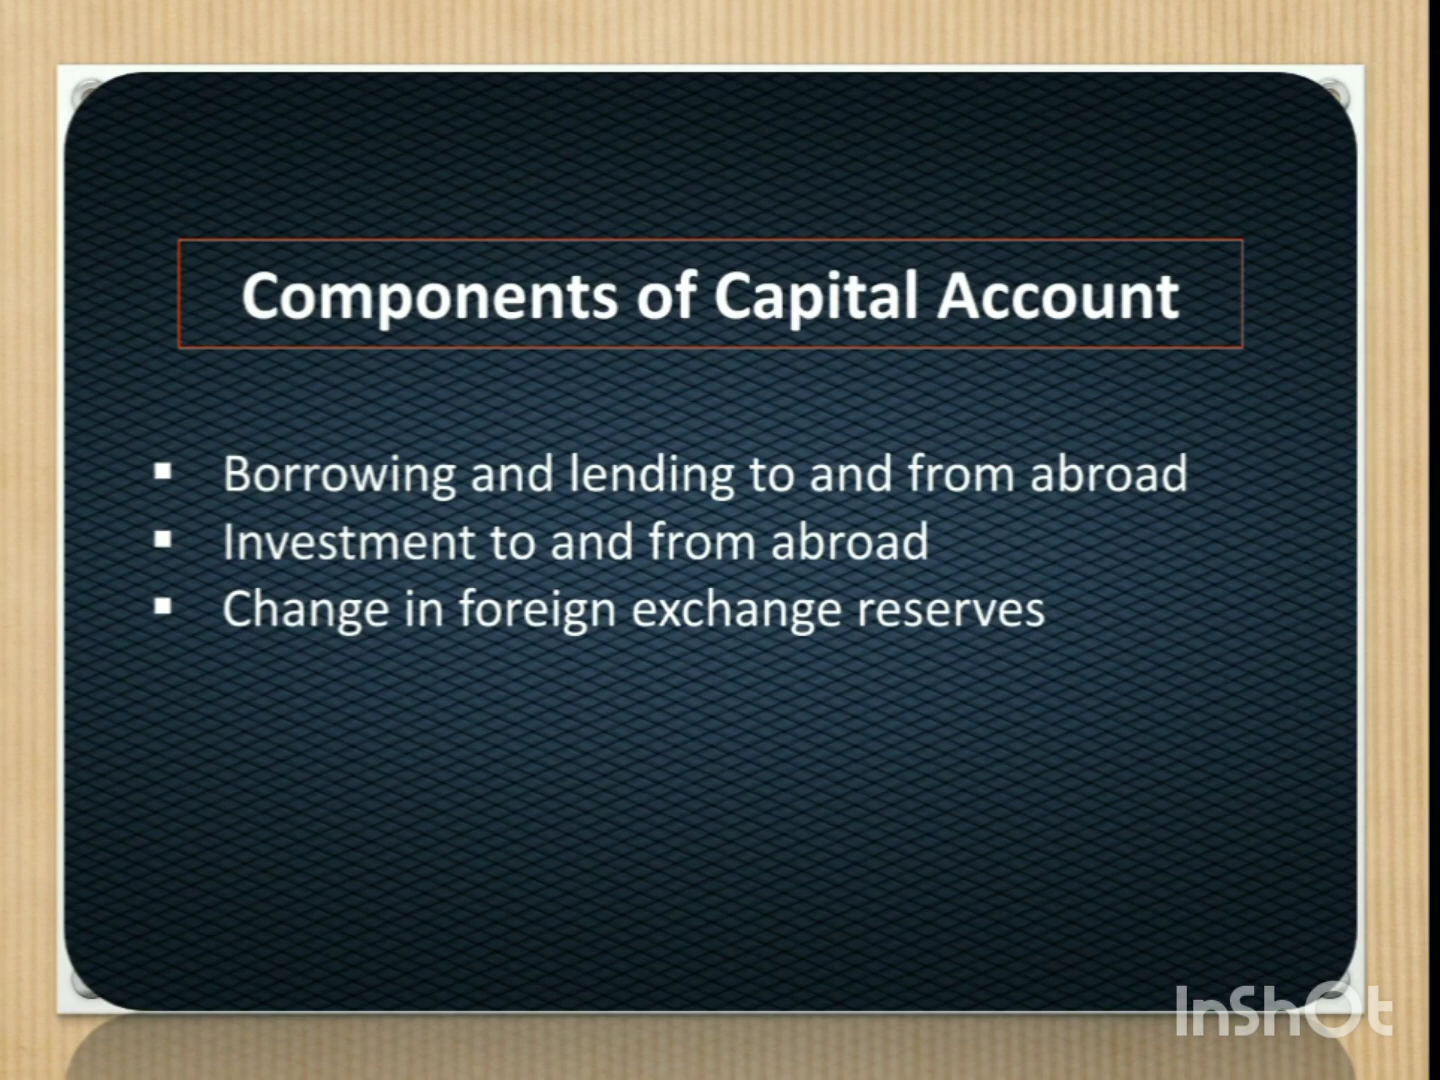 Components of Capital Account
Borrowing and lending to and from abroad
Investment to and from abroad
Change in foreign exchange reserves
InShOt